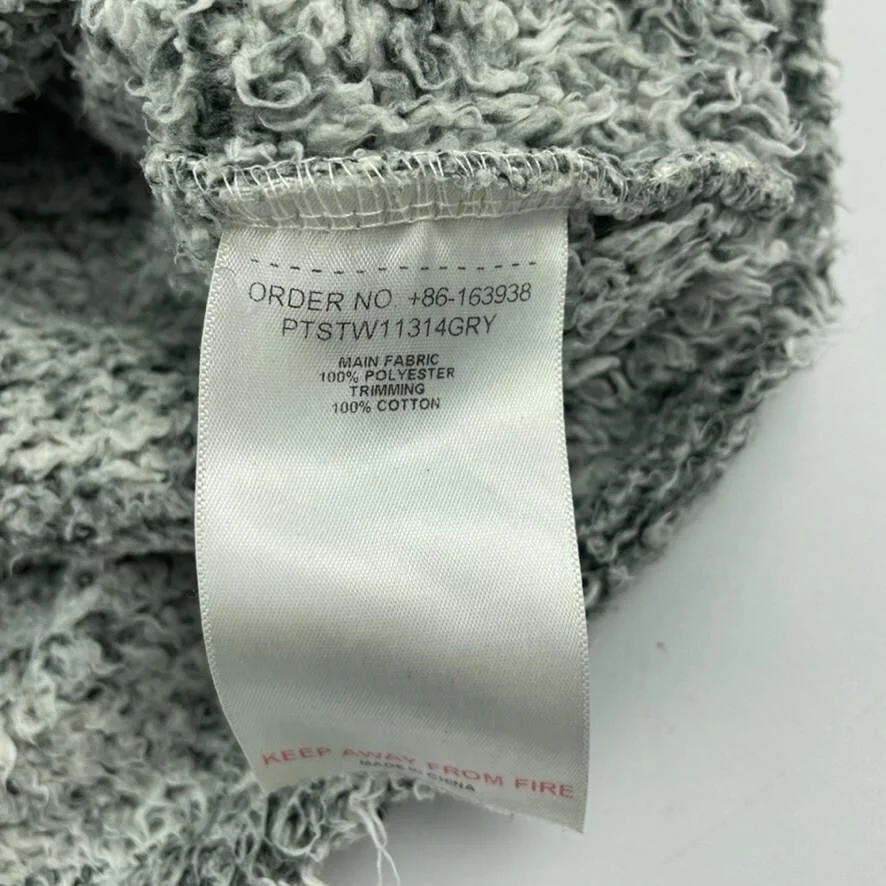 ORDER NO. +86-163938
PTSTW11314GRY
MAIN FABRIC
100% POLYESTER
TRIMMING
100% COTTON
KEEP AWAY FROM FIRE
MADE IN CHINA